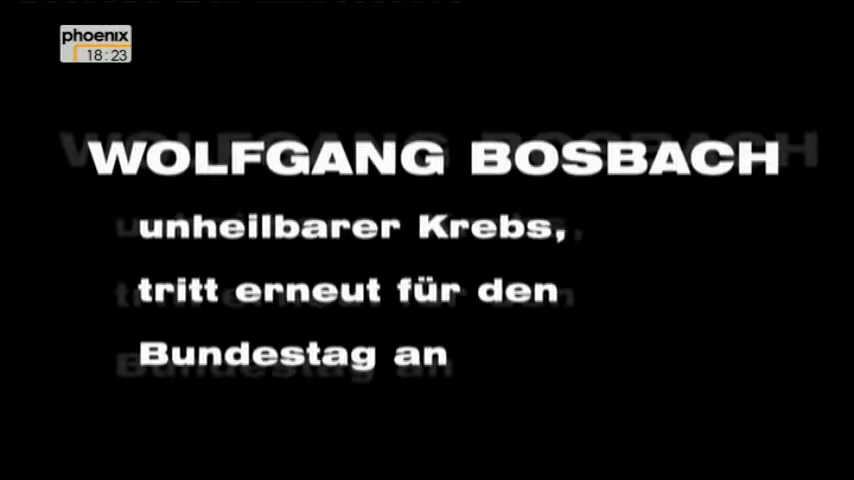 phoenix
18:23
WOLFGANG BOSBACH
unheilbarer Krebs,
tritt erneut für den
Bundestag an